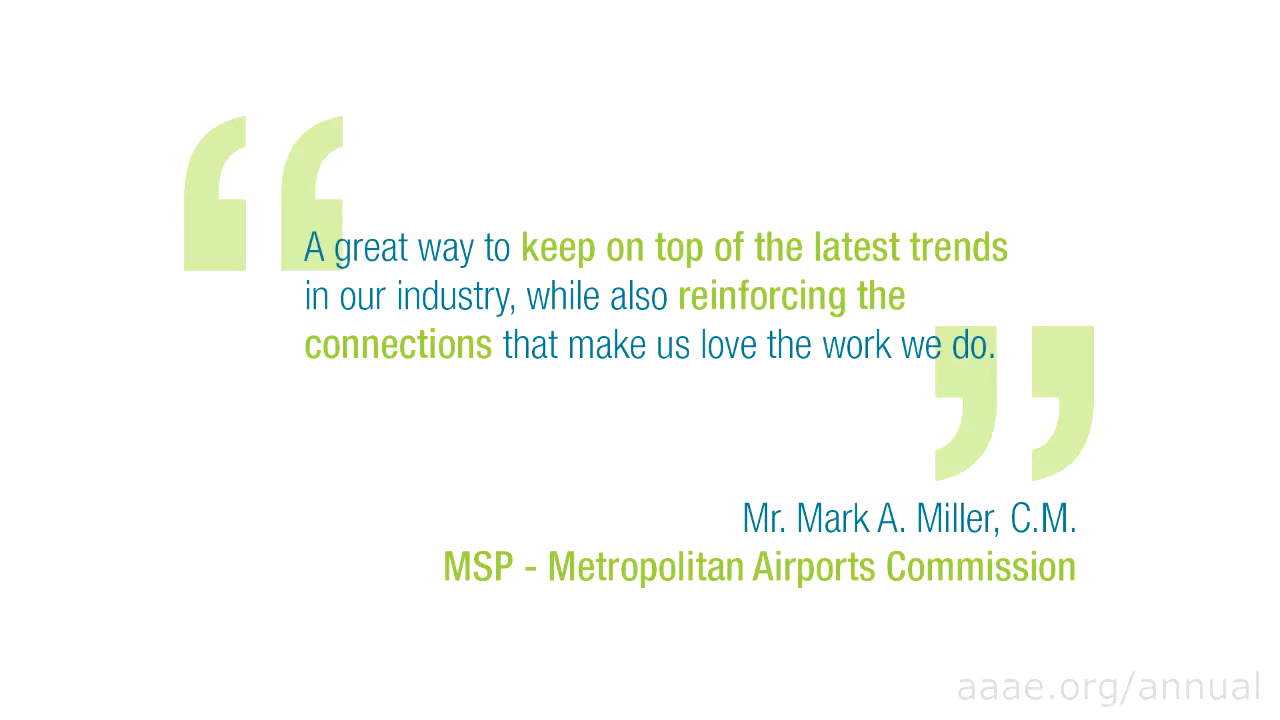 A great way to keep on top of the latest trends
in our industry, while also reinforcing the
connections that make us love the work we do.
Mr. Mark A. Miller, C.M.
MSP - Metropolitan Airports Commission
aaae.org/annual